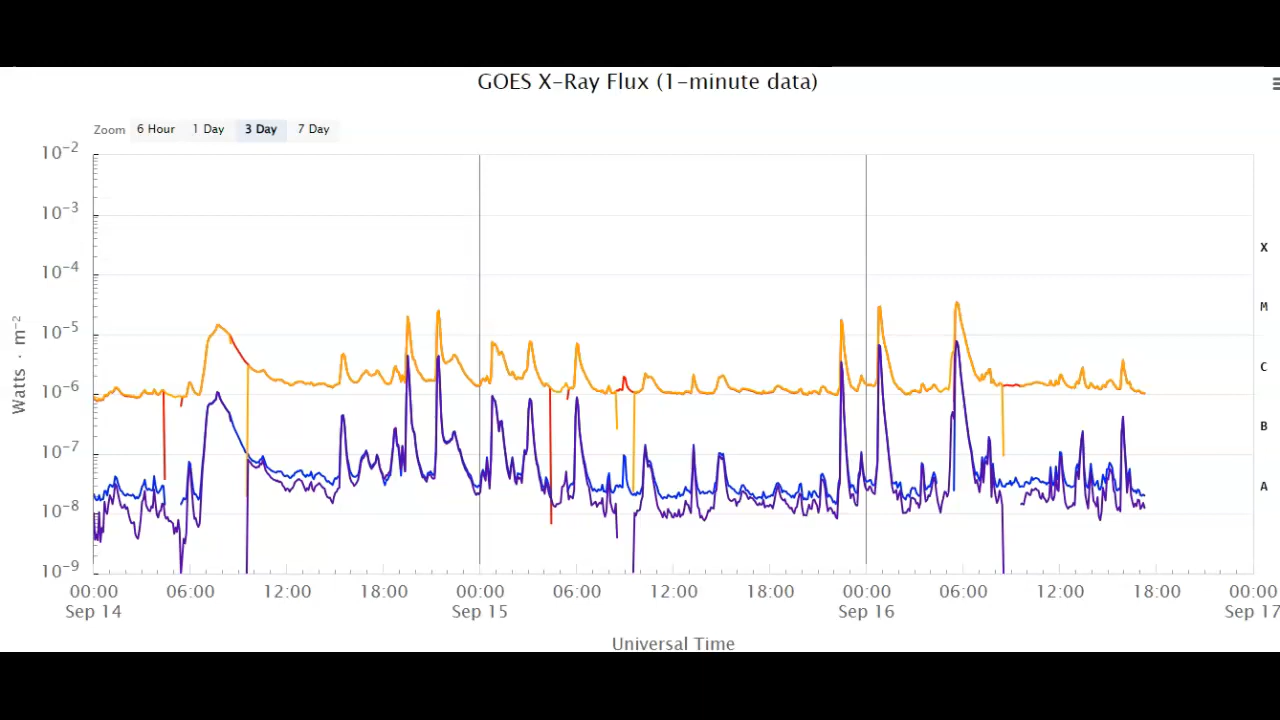 GOES X-Ray Flux (1-minute data)
Zoom 6 Hour 1 Day 3 Day 7 Day
10-2
10-3
10-4
10-5
10-6
10-7
10-8
10-9
Watts · m-2
X
M
C
B
A
00:00 06:00 12:00 18:00 00:00 06:00 12:00 18:00 00:00 06:00 12:00 18:00 00:00
Sep 14 Sep 15 Sep 16 Sep 17
Universal Time